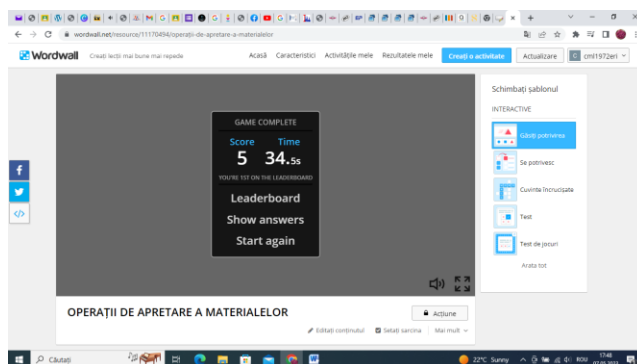 wordwall.net/resource/11170494/operații-de-apretare-a-materialelor
Wordwall
Creați lecții mai bune mai repede
Acasă
Caracteristici
Activitățile mele
Rezultatele mele
Creați o activitate
Actualizare
cml1972eri
GAME COMPLETE
Score
Time
5
34.5s
YOU'RE 1ST ON THE LEADERBOARD
Leaderboard
Show answers
Start again
Schimbați șablonul
INTERACTIVE
Găsiți potrivirea
Se potrivesc
Cuvinte încrucișate
Test
Test de jocuri
Arata tot
OPERAȚII DE APRETARE A MATERIALELOR
Acțiune
Editați conținutul
Setați sarcina
Mai mult
Căutați
22°C Sunny
ROU
17:46